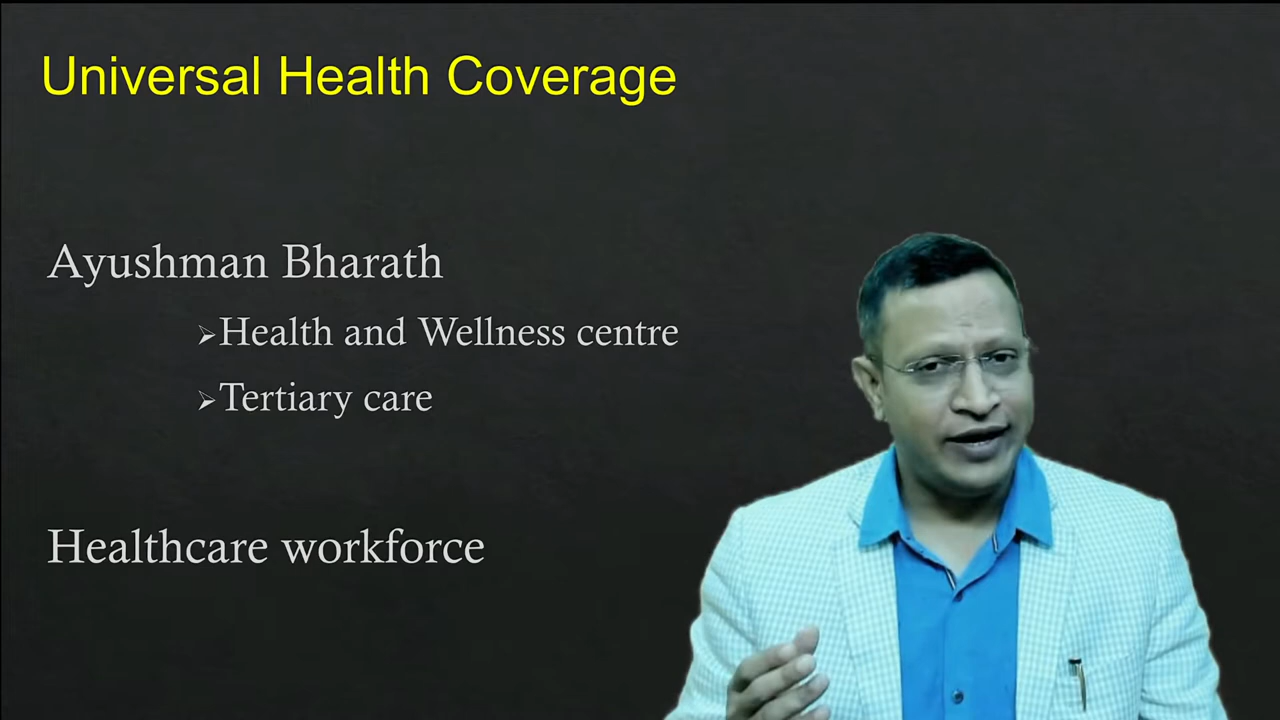 Universal Health Coverage
Ayushman Bharath
➢Health and Wellness centre
➢Tertiary care
Healthcare workforce